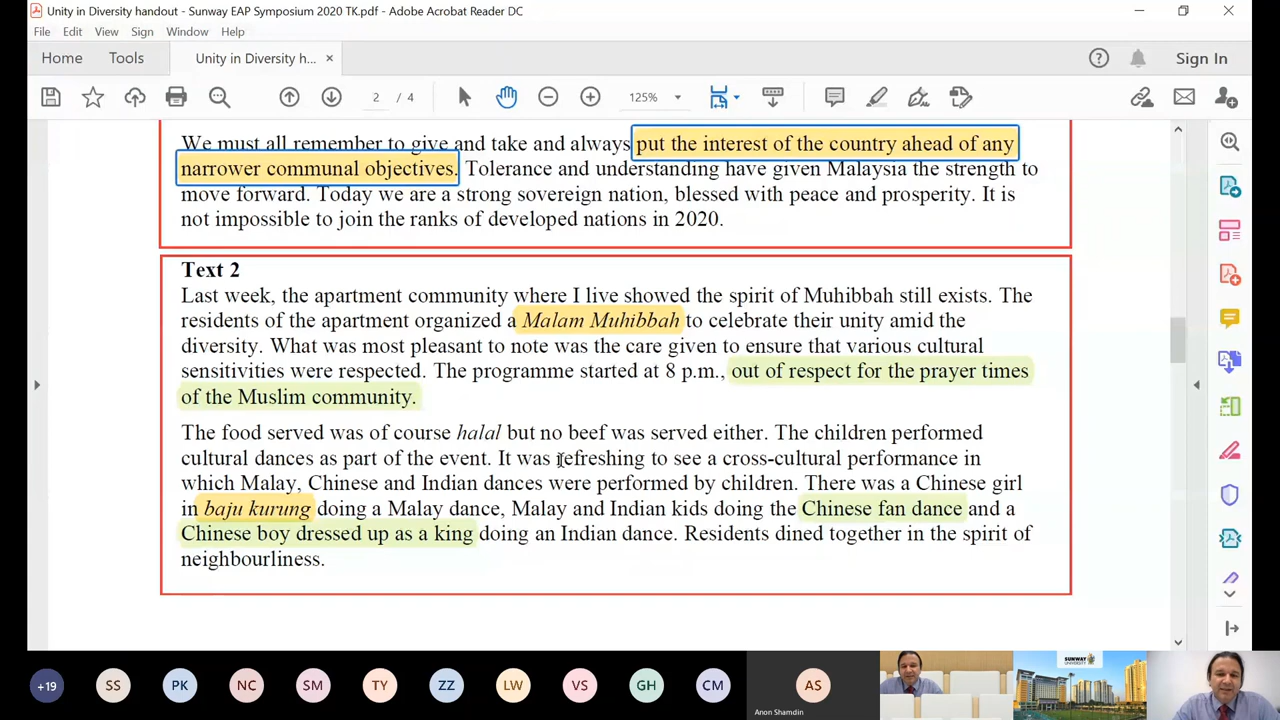 Unity in Diversity handout - Sunway EAP Symposium 2020 TK.pdf - Adobe Acrobat Reader DC
File Edit View Sign Window Help
Home Tools Unity in Diversity h... × Sign In
2 / 4 125%
We must all remember to give and take and always put the interest of the country ahead of any
narrower communal objectives. Tolerance and understanding have given Malaysia the strength to
move forward. Today we are a strong sovereign nation, blessed with peace and prosperity. It is
not impossible to join the ranks of developed nations in 2020.
Text 2
Last week, the apartment community where I live showed the spirit of Muhibbah still exists. The
residents of the apartment organized a Malam Muhibbah to celebrate their unity amid the
diversity. What was most pleasant to note was the care given to ensure that various cultural
sensitivities were respected. The programme started at 8 p.m., out of respect for the prayer times
of the Muslim community.
The food served was of course halal but no beef was served either. The children performed
cultural dances as part of the event. It was refreshing to see a cross-cultural performance in
which Malay, Chinese and Indian dances were performed by children. There was a Chinese girl
in baju kurung doing a Malay dance, Malay and Indian kids doing the Chinese fan dance and a
Chinese boy dressed up as a king doing an Indian dance. Residents dined together in the spirit of
neighbourliness.
+19 SS PK NC SM TY ZZ LW VS GH CM AS
Anon Shamdin
SUNWAY
UNIVERSITY